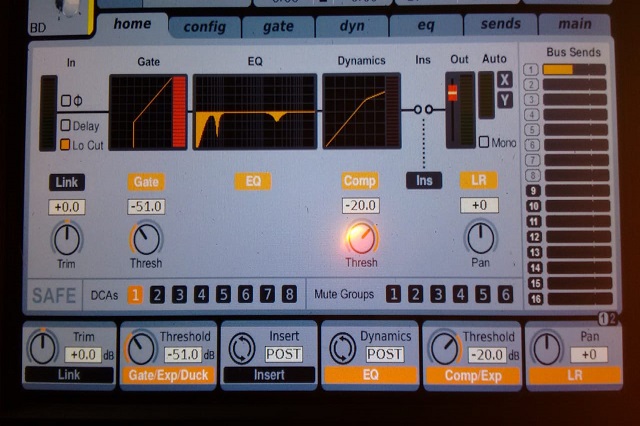 BD
home config gate dyn eq sends main
In Gate EQ Dynamics Ins Out Auto Bus Sends
Φ
Delay
Lo Cut
X
Y
Mono
Link Gate EQ Comp Ins LR
+0.0 -51.0 -20.0 +0
Trim Thresh Thresh Pan
1
2
3
4
5
6
7
8
9
10
11
12
13
14
15
16
SAFE DCAs 1 2 3 4 5 6 7 8 Mute Groups 1 2 3 4 5 6
1 2
Trim Threshold Insert Dynamics Threshold Pan
+0.0 dB -51.0 dB POST POST -20.0 dB +0
Link Gate/Exp/Duck Insert EQ Comp/Exp LR